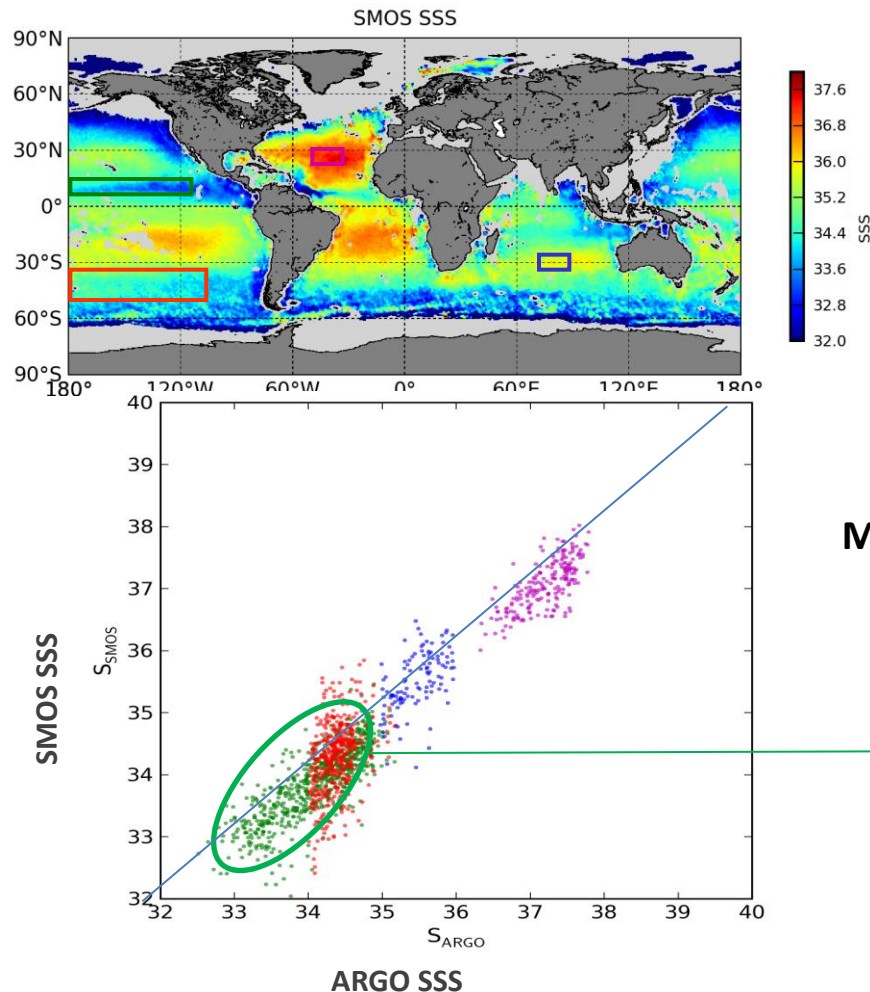 SMOS SSS
90°N
60°N
30°N
0°
30°S
60°S
90°S
180° 120°W 60°W 0° 60°E 120°E 180°
37.6
36.8
36.0
35.2
34.4
33.6
32.8
32.0
SSS
40
39
38
37
36
35
34
33
32
32 33 34 35 36 37 38 39 40
SMOS SSS
S_SMOS
S_ARGO
ARGO SSS
M